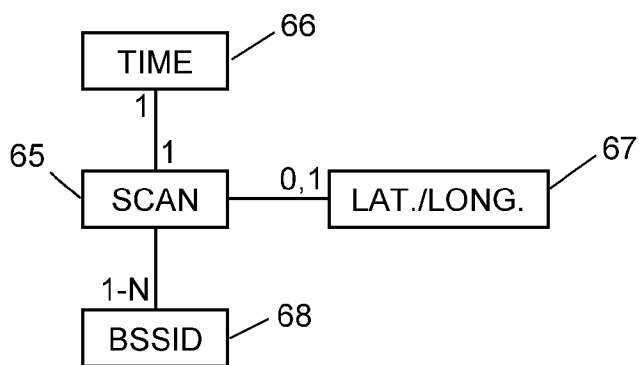 66
TIME
1
65
1
67
SCAN
0,1
LAT./LONG.
1-N
BSSID
68